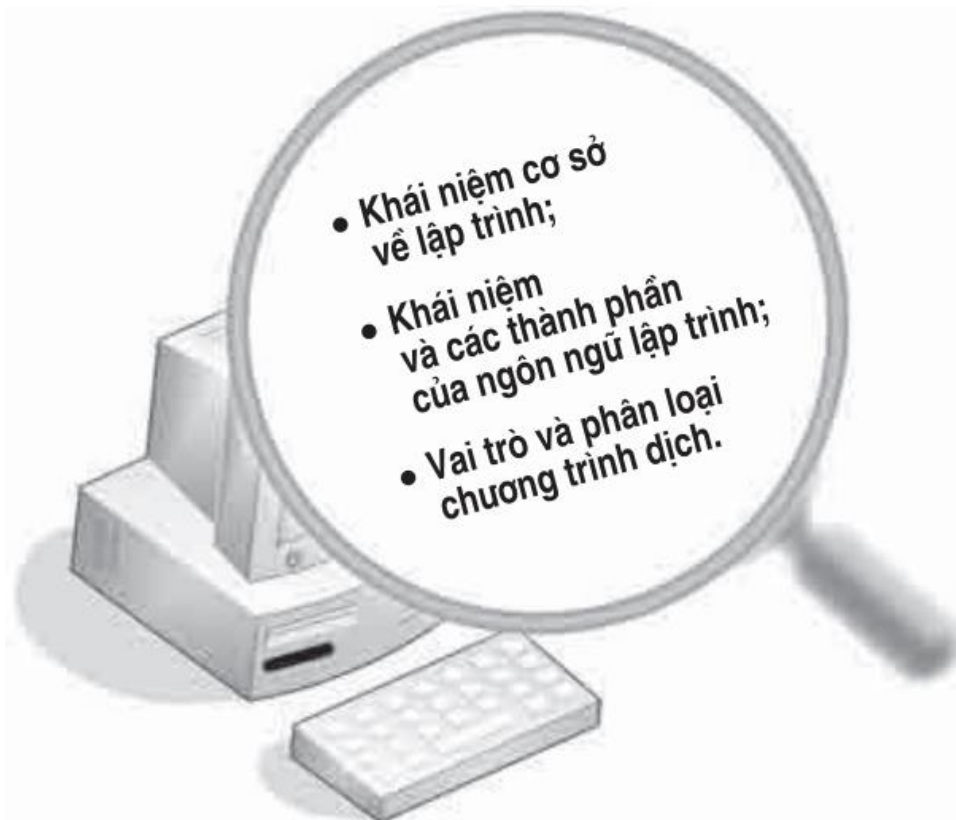 • Khái niệm cơ sở
về lập trình;
• Khái niệm
và các thành phần
của ngôn ngữ lập trình;
• Vai trò và phân loại
chương trình dịch.